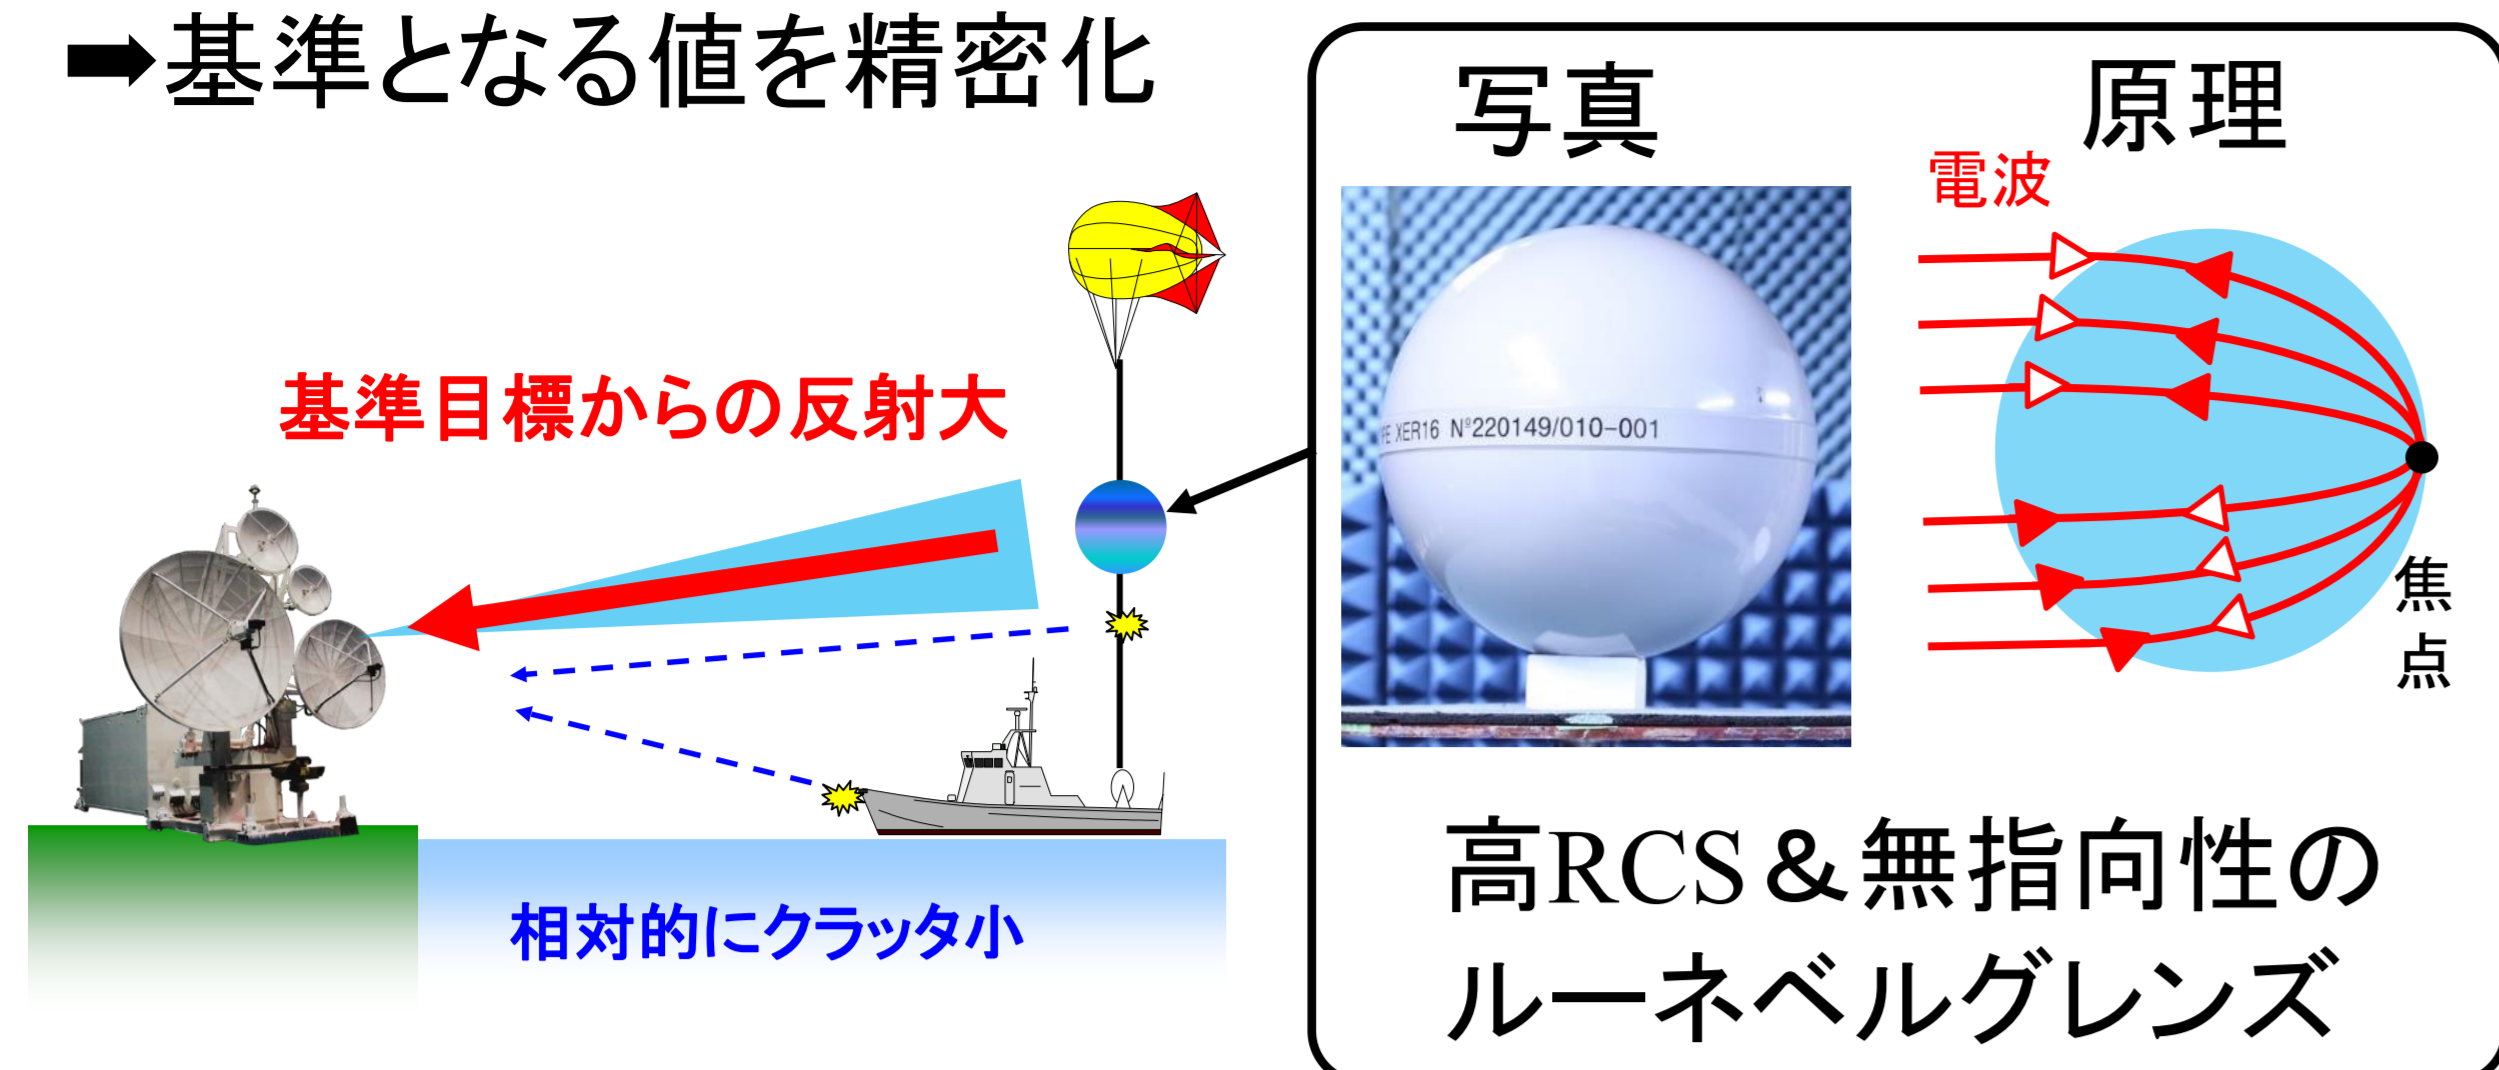 ➡基準となる値を精密化
基準目標からの反射大
相対的にクラッタ小
写真
原理
電波
XER16 Nº220149/010-001
焦点
高RCS&無指向性の
ルーネベルグレンズ